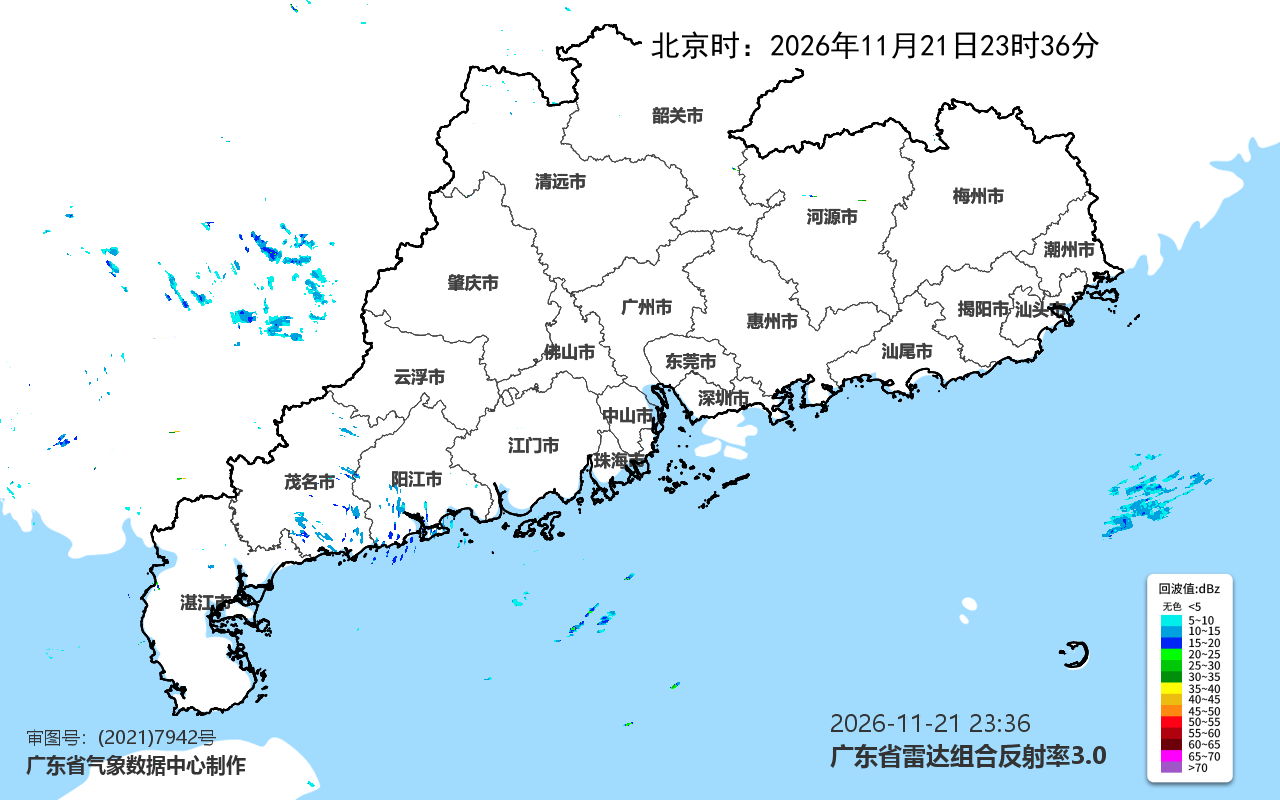 北京时：2026年11月21日23时36分
韶关市
清远市
梅州市
河源市
潮州市
肇庆市
广州市
揭阳市
汕头市
惠州市
佛山市
汕尾市
东莞市
云浮市
深圳市
中山市
江门市
珠海市
茂名市
阳江市
湛江市
回波值:dBz
无色 <5
5~10
10~15
15~20
20~25
25~30
30~35
35~40
40~45
45~50
50~55
55~60
60~65
65~70
>70
2026-11-21 23:36
广东省雷达组合反射率3.0
审图号：(2021)7942号
广东省气象数据中心制作